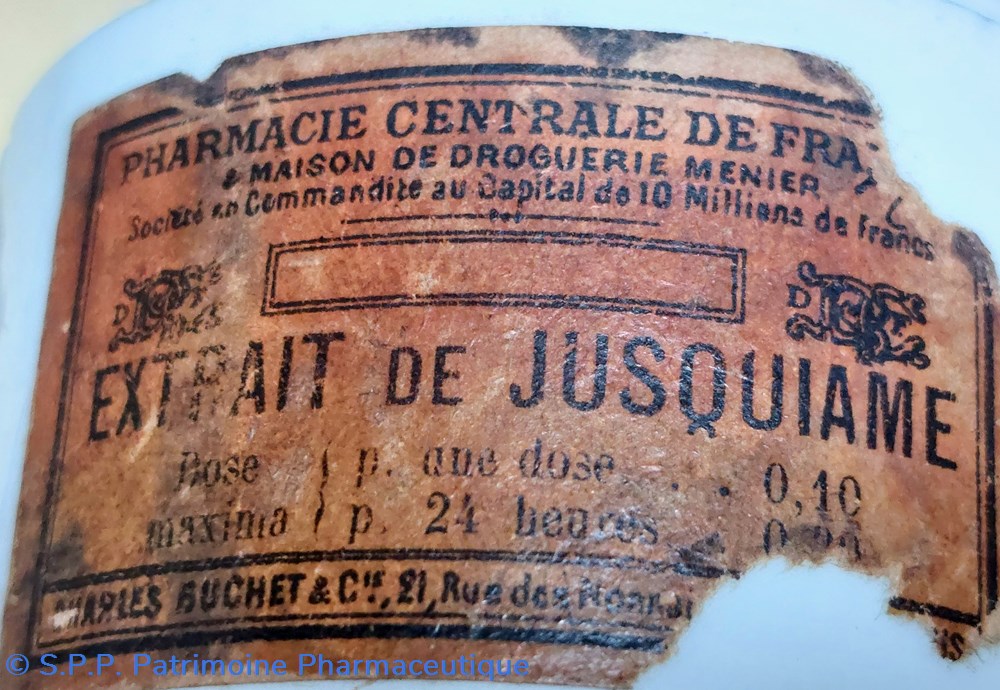 PHARMACIE CENTRALE DE FRA
& MAISON DE DROGUERIE MENIER
Société en Commandite au Capital de 10 Millions de Francs
EXTRAIT DE JUSQUIAME
Dose p. une dose . . . 0,10
maxima p. 24 heures
CHARLES BUCHET & Cie, 21, Rue des
© S.P.P. Patrimoine Pharmaceutique